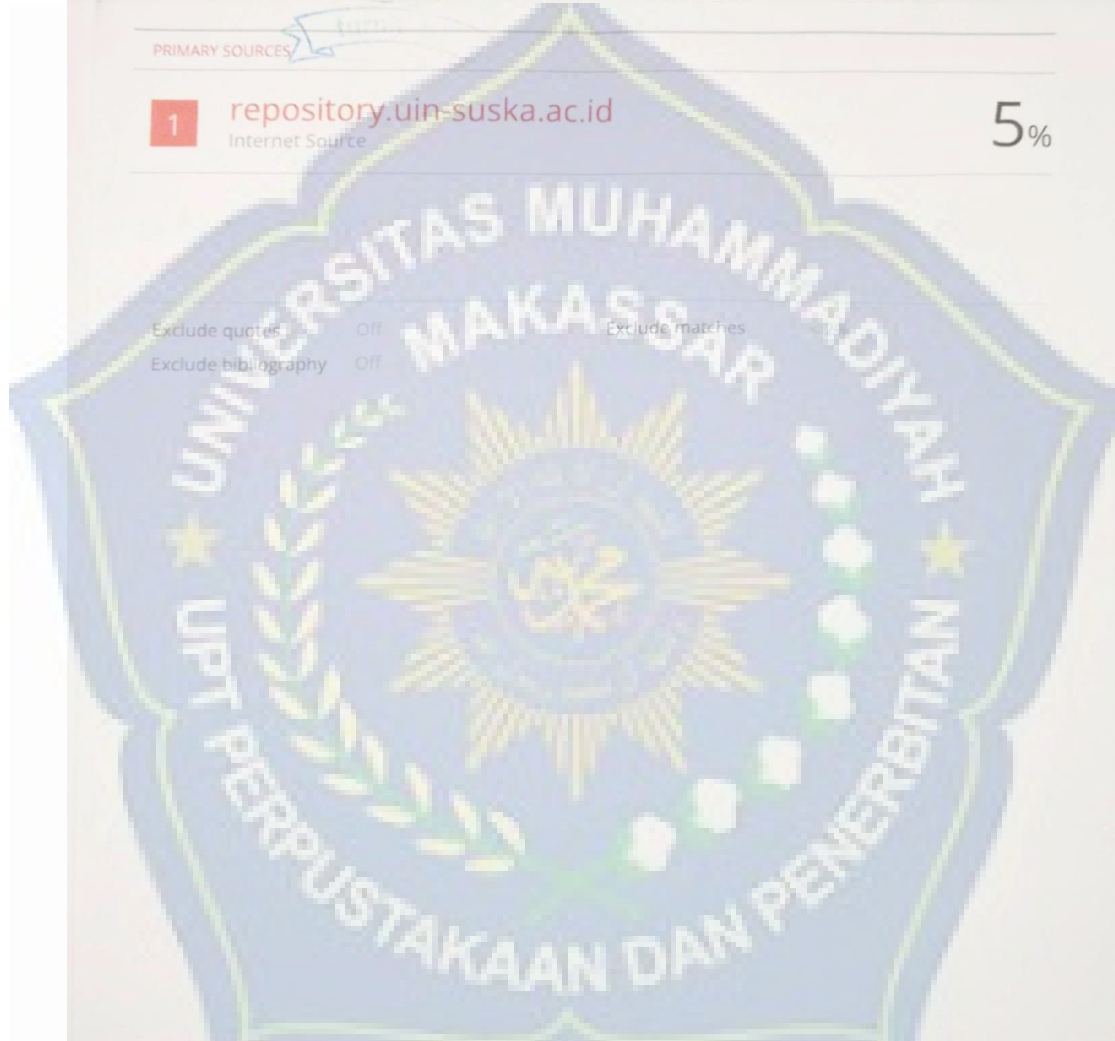 PRIMARY SOURCES
1
repository.uin-suska.ac.id
Internet Source
5%
Exclude quotes Off
Exclude matches
Exclude bibliography Off
UNIVERSITAS MUHAMMADIYAH
MAKASSAR
UPT PERPUSTAKAAN DAN PENERBITAN